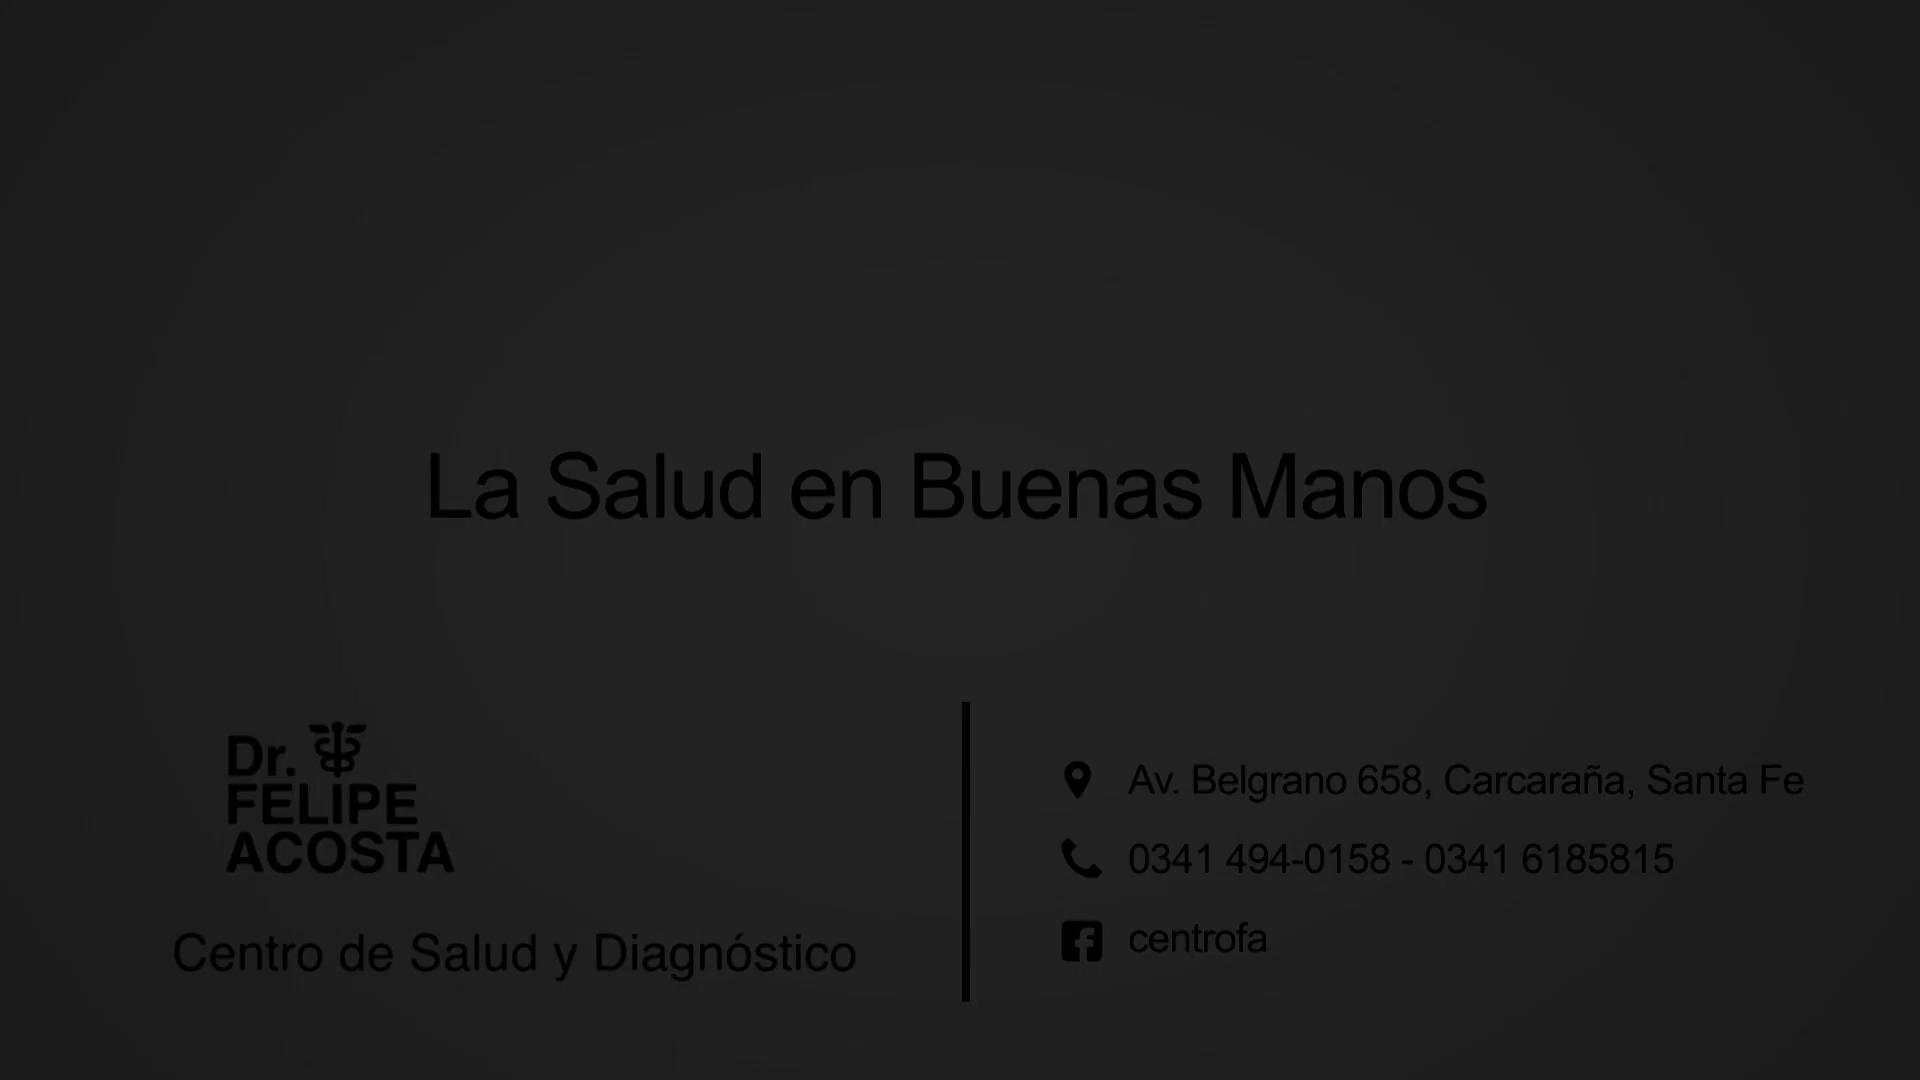 La Salud en Buenas Manos
Dr.
FELIPE
ACOSTA
Centro de Salud y Diagnóstico
Av. Belgrano 658, Carcaraña, Santa Fe
0341 494-0158 - 0341 6185815
centrofa